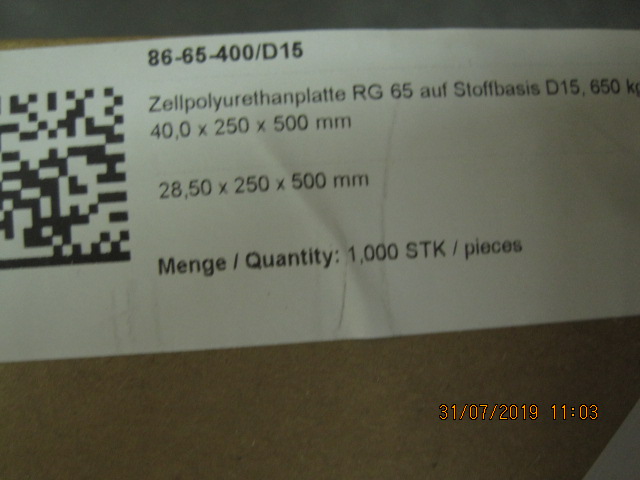 86-65-400/D15
Zellpolyurethanplatte RG 65 auf Stoffbasis D15, 650 kg
40,0 x 250 x 500 mm
28,50 x 250 x 500 mm
Menge / Quantity: 1,000 STK / pieces
31/07/2019 11:03